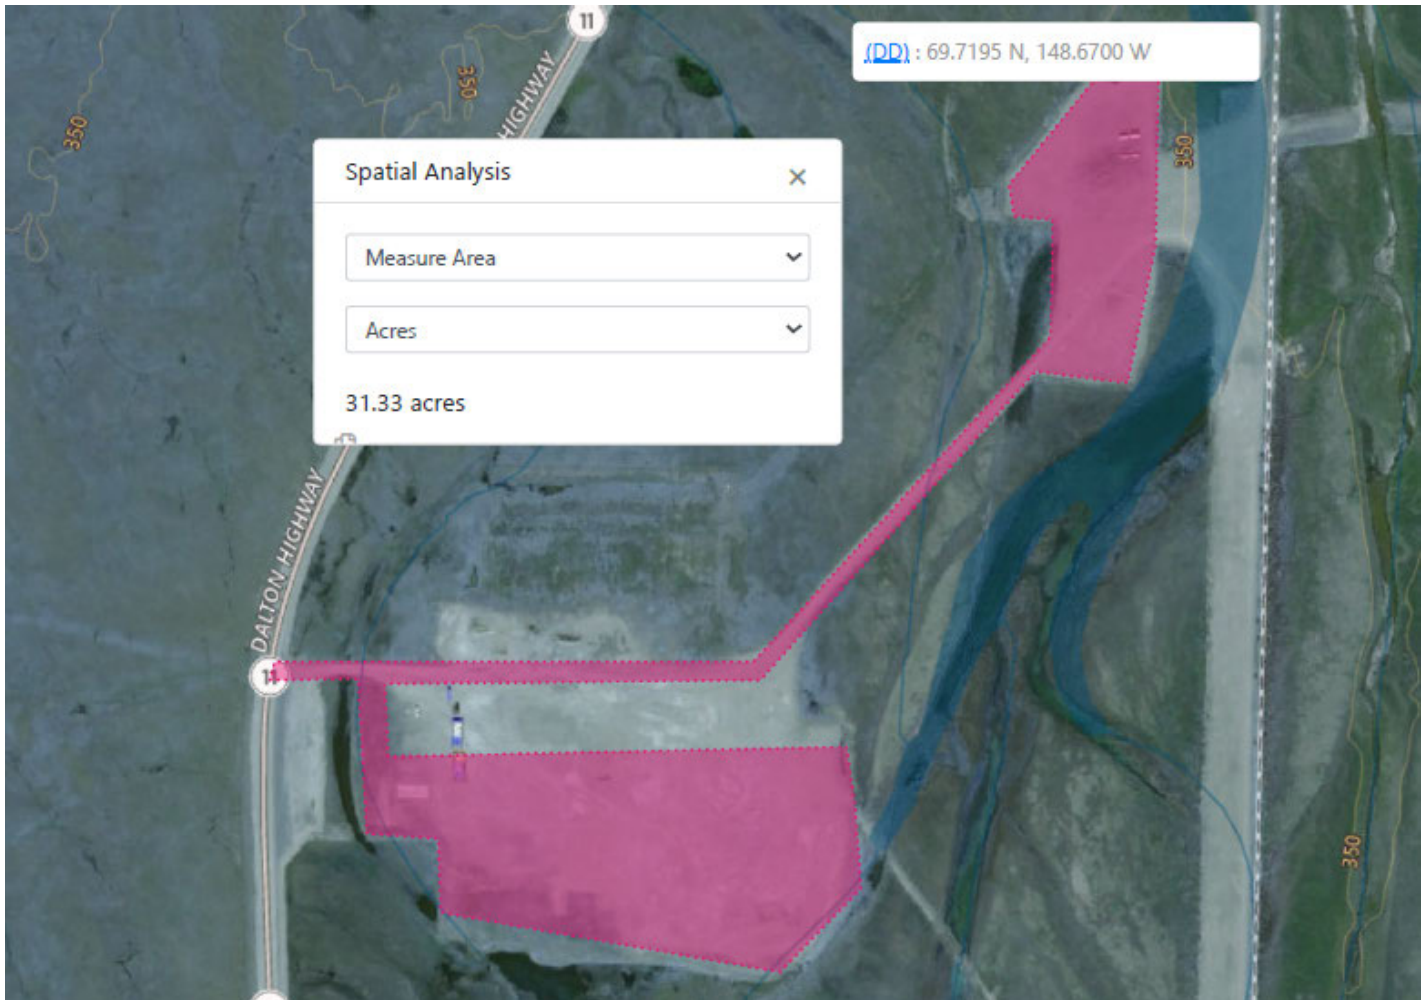 11
(DD) : 69.7195 N, 148.6700 W
350
HIGHWAY
350
350
Spatial Analysis
×
Measure Area
Acres
31.33 acres
DALTON HIGHWAY
11
350